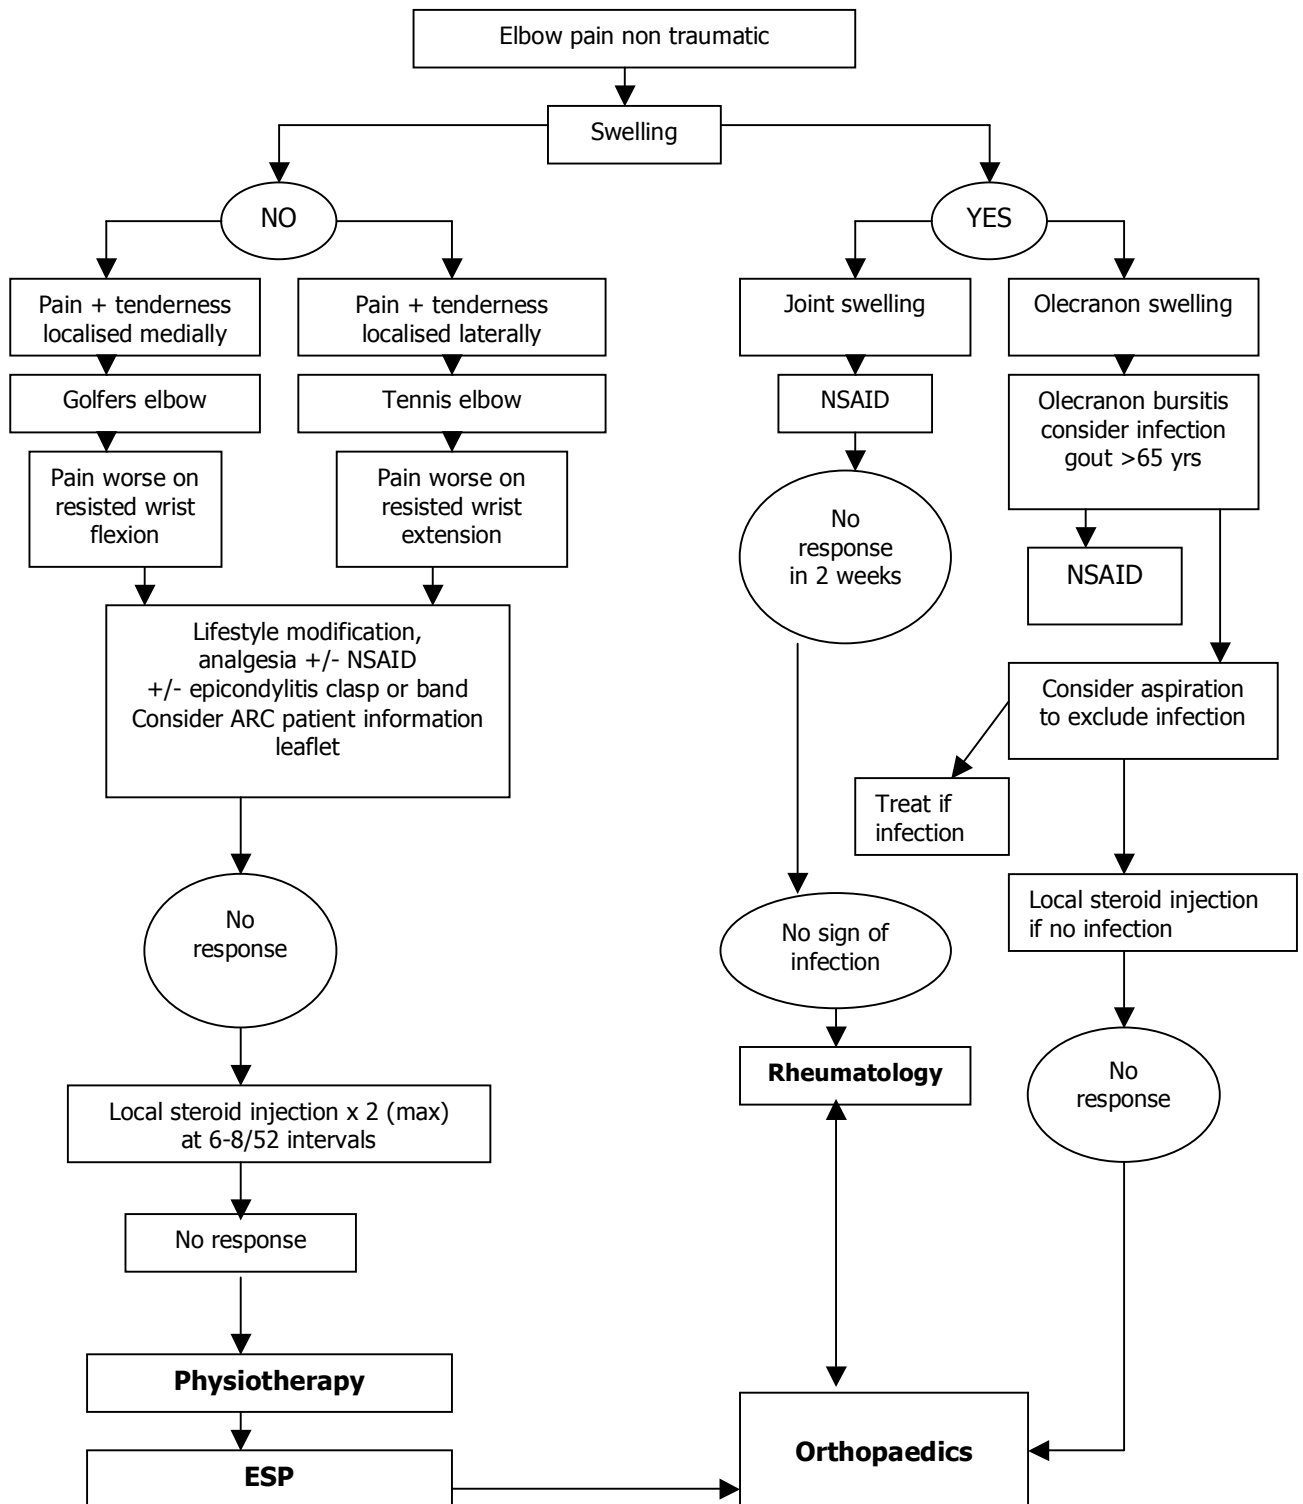 Elbow pain non traumatic
Swelling
NO
YES
Pain + tenderness
localised medially
Pain + tenderness
localised laterally
Joint swelling
Olecranon swelling
Golfers elbow
Tennis elbow
NSAID
Olecranon bursitis
consider infection
gout >65 yrs
Pain worse on
resisted wrist
flexion
Pain worse on
resisted wrist
extension
No
response
in 2 weeks
NSAID
Lifestyle modification,
analgesia +/- NSAID
+/- epicondylitis clasp or band
Consider ARC patient information
leaflet
Consider aspiration
to exclude infection
Treat if
infection
No
response
No sign of
infection
Local steroid injection
if no infection
Rheumatology
No
response
Local steroid injection x 2 (max)
at 6-8/52 intervals
No response
Physiotherapy
ESP
Orthopaedics